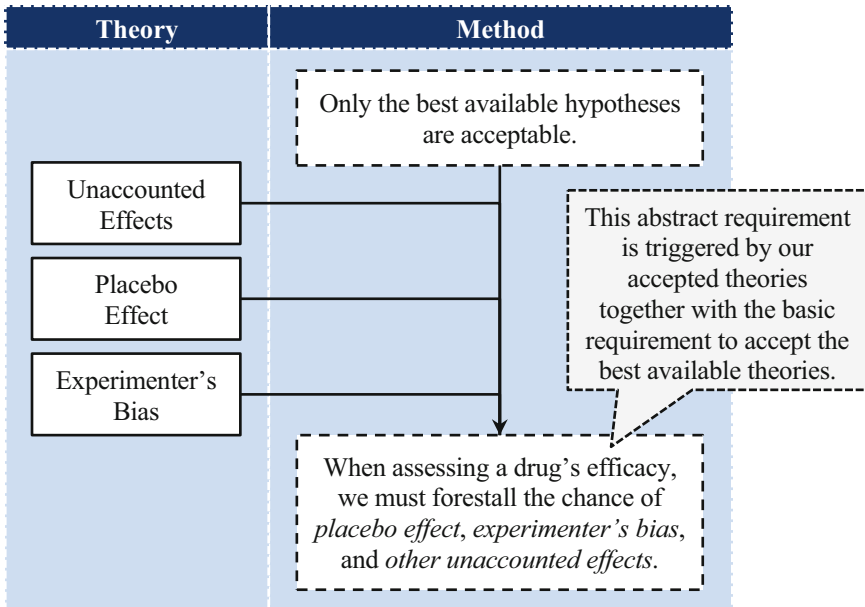 Theory
Method
Only the best available hypotheses
are acceptable.
Unaccounted
Effects
Placebo
Effect
Experimenter's
Bias
This abstract requirement
is triggered by our
accepted theories
together with the basic
requirement to accept the
best available theories.
When assessing a drug's efficacy,
we must forestall the chance of
placebo effect, experimenter's bias,
and other unaccounted effects.